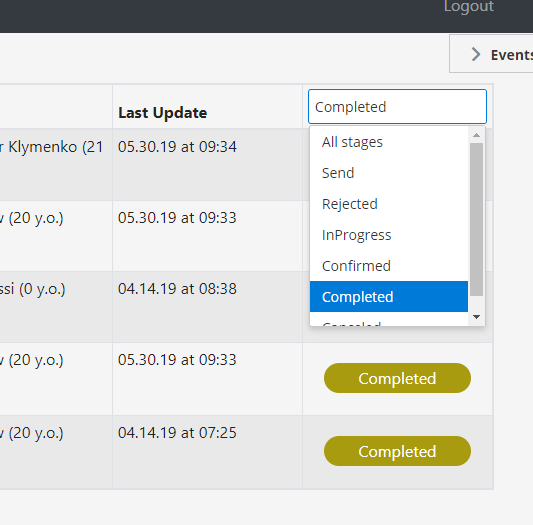 Logout
Events
Last Update
Completed
r Klymenko (21
05.30.19 at 09:34
All stages
Send
Rejected
InProgress
Confirmed
Completed
Canceled
w (20 y.o.)
05.30.19 at 09:33
ssi (0 y.o.)
04.14.19 at 08:38
w (20 y.o.)
05.30.19 at 09:33
Completed
w (20 y.o.)
04.14.19 at 07:25
Completed